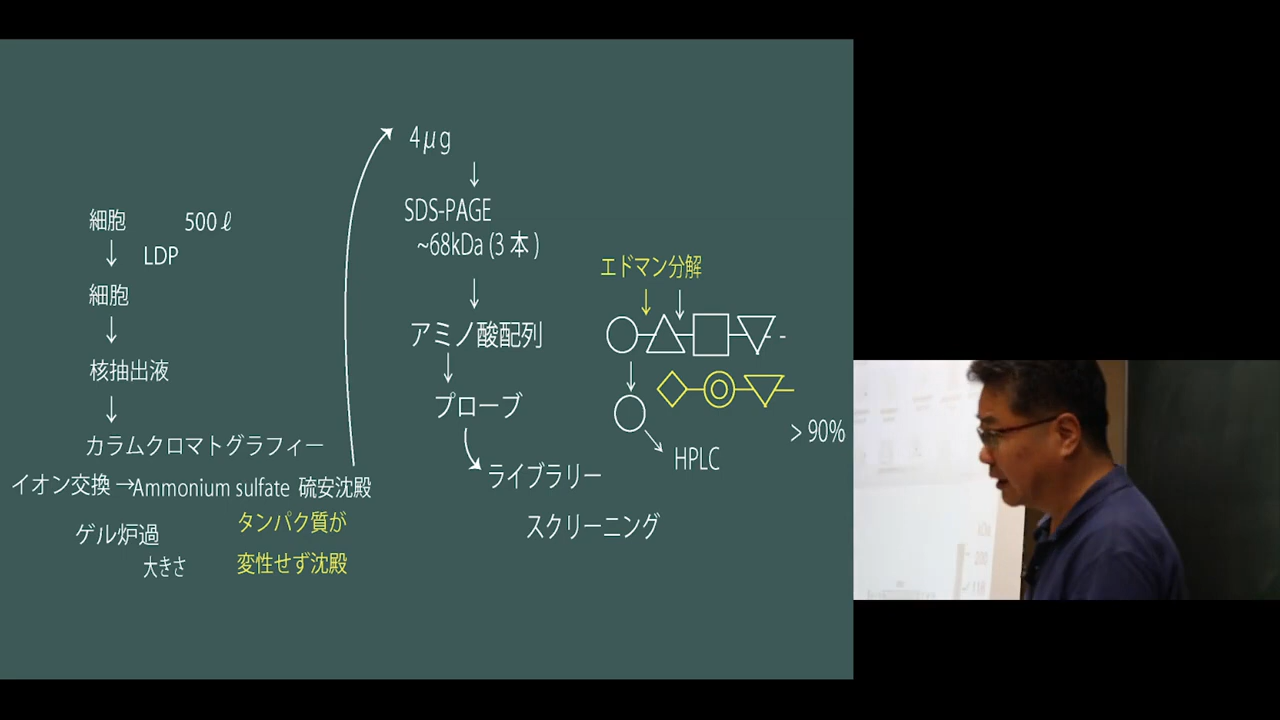 細胞 500ℓ
LDP
細胞
核抽出液
カラムクロマトグラフィー
イオン交換→Ammonium sulfate 硫安沈殿
ゲル炉過
大きさ
タンパク質が
変性せず沈殿
4μg
SDS-PAGE
~68kDa (3 本)
アミノ酸配列
プローブ
ライブラリー
スクリーニング
エドマン分解
HPLC
>90%